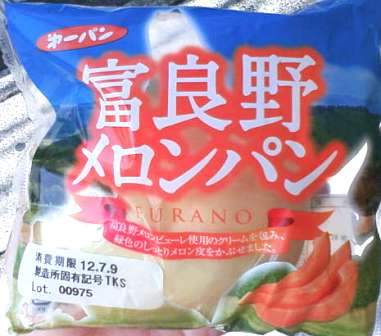 第一パン
富良野
メロンパン
FURANO
富良野メロンピューレ使用のクリームを包み、
緑色のしっとりメロン皮をかぶせました。
消費期限 12.7.9
製造所固有記号 TKS
Lot. 00975